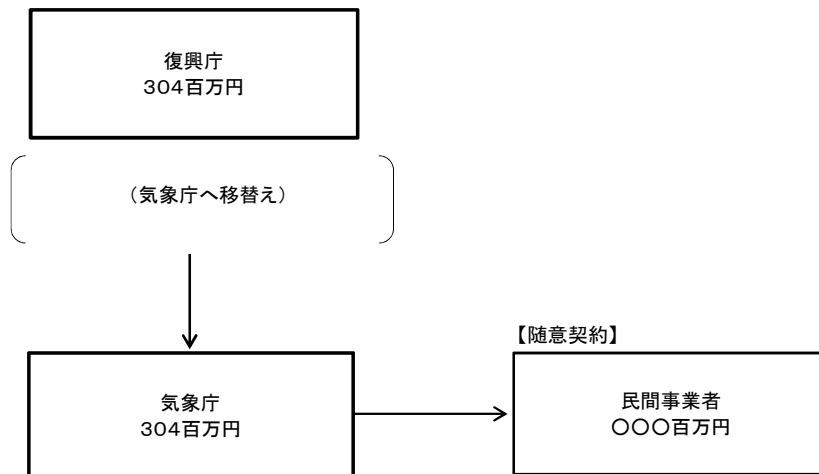 復興庁
304百万円
（気象庁へ移替え）
【随意契約】
気象庁
304百万円
民間事業者
〇〇〇百万円